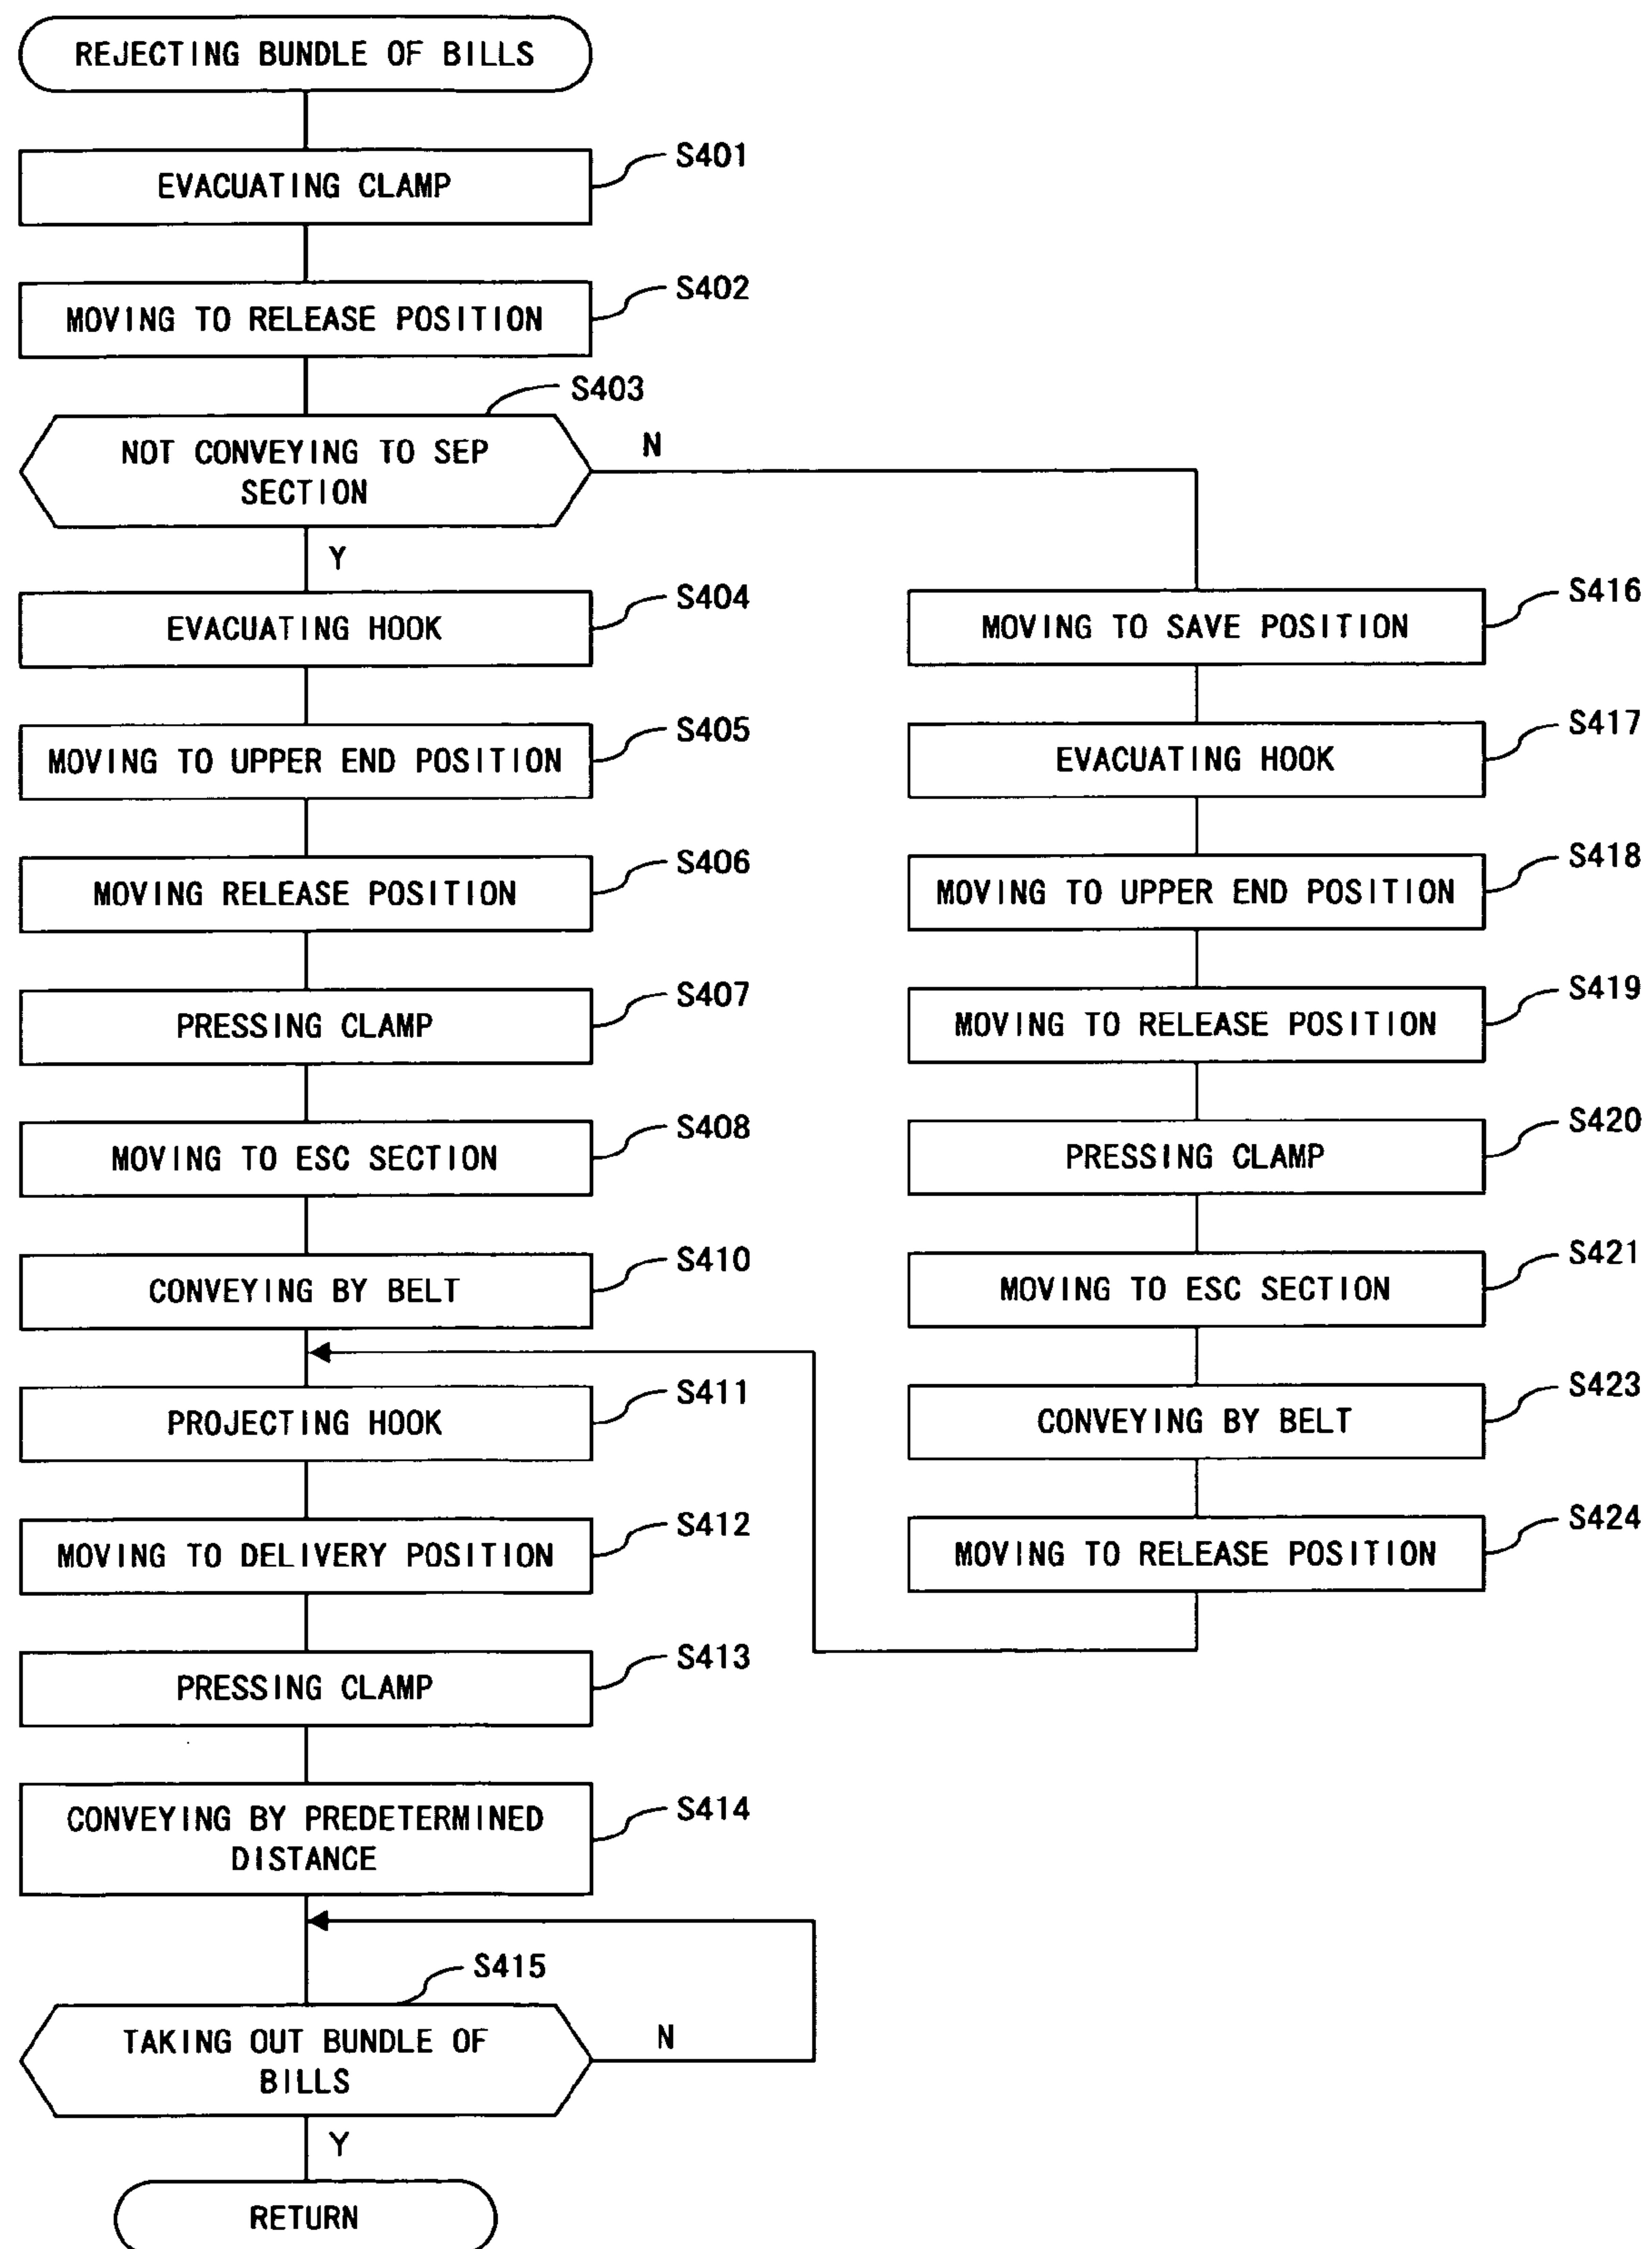 REJECTING BUNDLE OF BILLS
EVACUATING CLAMP
S401
MOVING TO RELEASE POSITION
S402
S403
NOT CONVEYING TO SEP
SECTION
N
Y
EVACUATING HOOK
S404
MOVING TO UPPER END POSITION
S405
MOVING RELEASE POSITION
S406
PRESSING CLAMP
S407
MOVING TO ESC SECTION
S408
CONVEYING BY BELT
S410
PROJECTING HOOK
S411
MOVING TO DELIVERY POSITION
S412
PRESSING CLAMP
S413
CONVEYING BY PREDETERMINED
DISTANCE
S414
S415
TAKING OUT BUNDLE OF
BILLS
N
Y
RETURN
MOVING TO SAVE POSITION
S416
EVACUATING HOOK
S417
MOVING TO UPPER END POSITION
S418
MOVING TO RELEASE POSITION
S419
PRESSING CLAMP
S420
MOVING TO ESC SECTION
S421
CONVEYING BY BELT
S423
MOVING TO RELEASE POSITION
S424